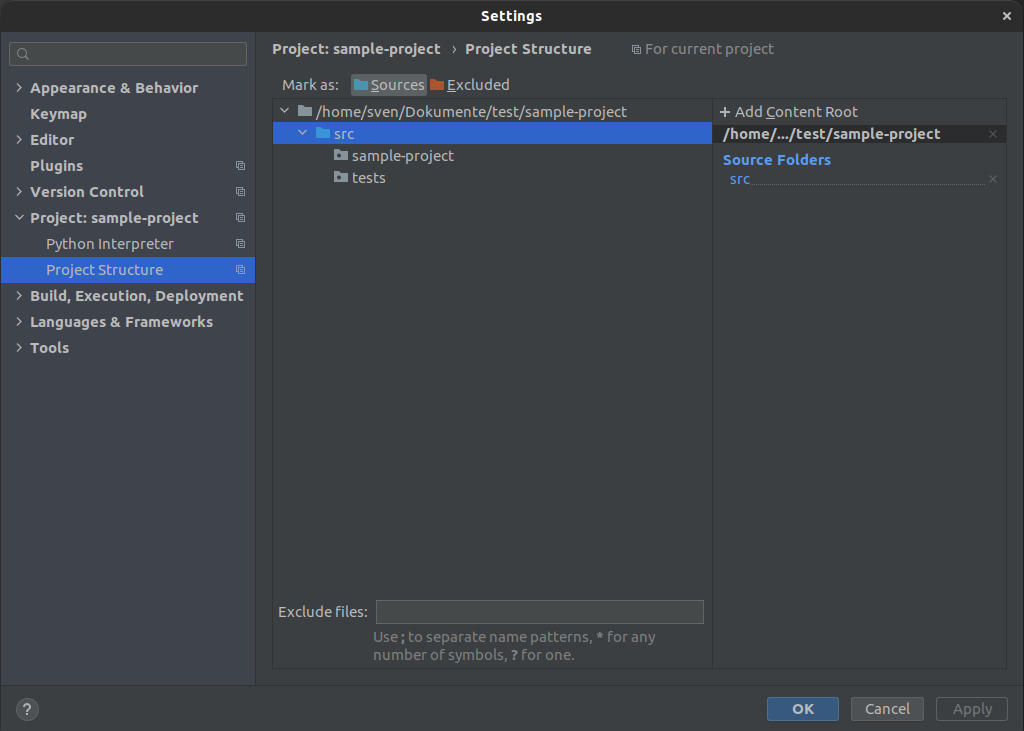 Settings
Project: sample-project › Project Structure For current project
Appearance & Behavior
Keymap
Editor
Plugins
Version Control
Project: sample-project
Python Interpreter
Project Structure
Build, Execution, Deployment
Languages & Frameworks
Tools
Mark as: Sources Excluded
/home/sven/Dokumente/test/sample-project
src
sample-project
tests
+ Add Content Root
/home/.../test/sample-project
Source Folders
src
Exclude files:
Use ; to separate name patterns, * for any
number of symbols, ? for one.
?
OK Cancel Apply